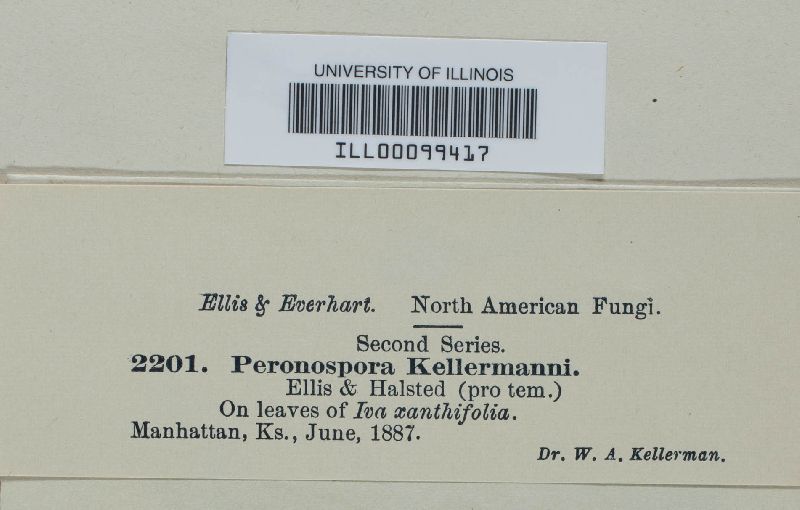 UNIVERSITY OF ILLINOIS
ILL00099417
Ellis & Everhart. North American Fungi.
Second Series.
2201. Peronospora Kellermanni.
Ellis & Halsted (pro tem.)
On leaves of Iva xanthifolia.
Manhattan, Ks., June, 1887.
Dr. W. A. Kellerman.